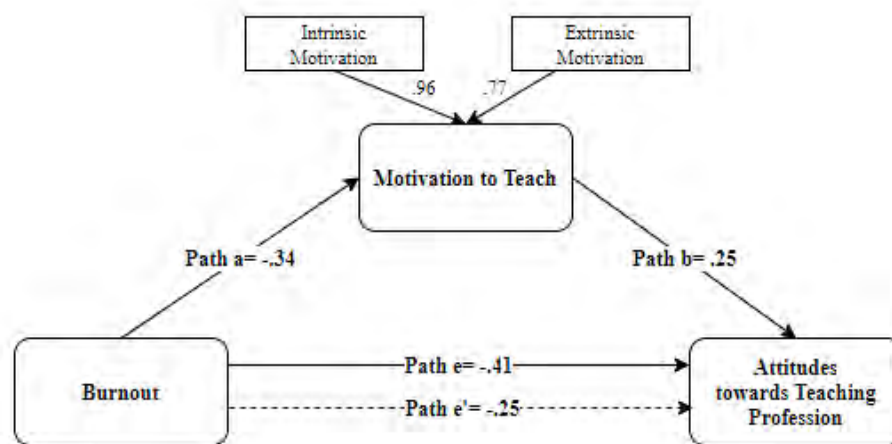 Intrinsic
Motivation
Extrinsic
Motivation
.96
.77
Motivation to Teach
Path a= -.34
Path b= .25
Burnout
Path e= -.41
Path e'= -.25
Attitudes
towards Teaching
Profession